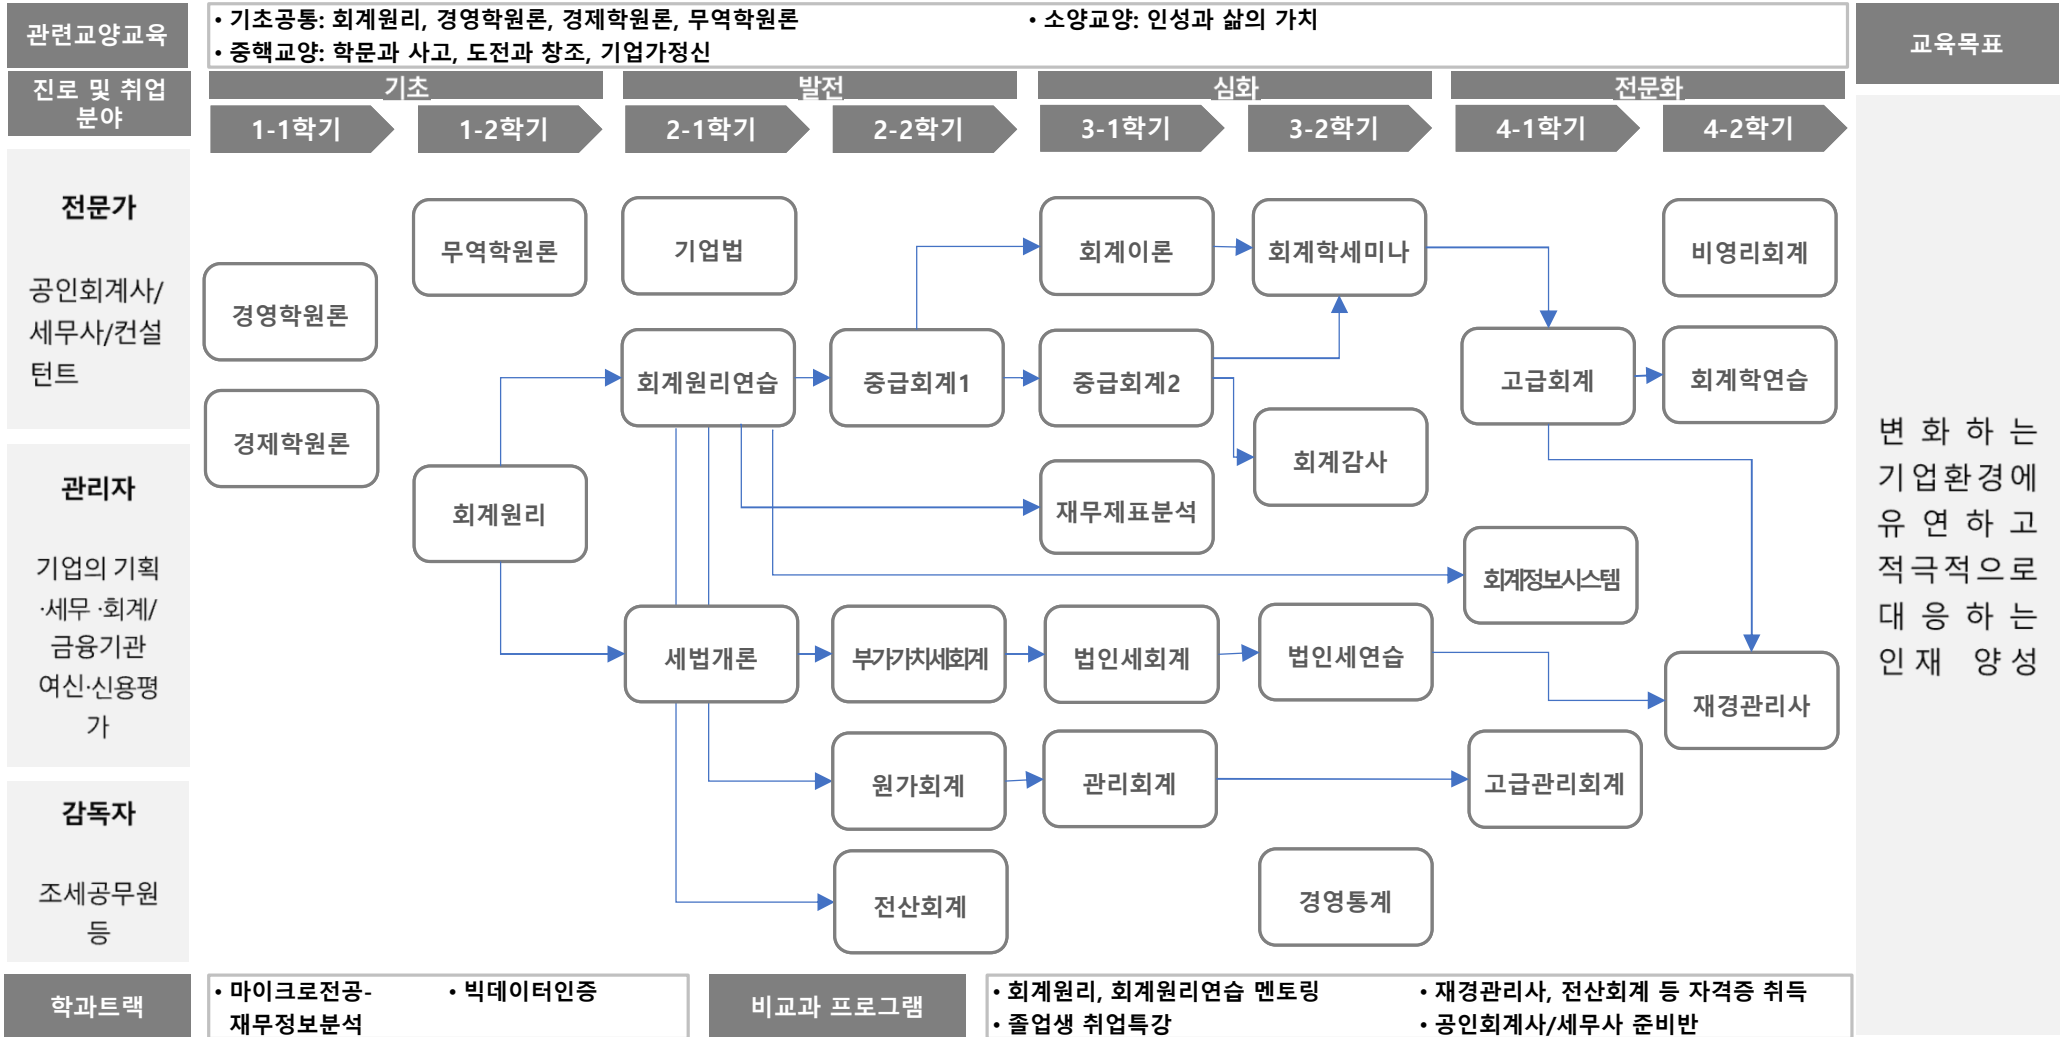 관련교양교육
• 기초공통: 회계원리, 경영학원론, 경제학원론, 무역학원론
• 소양교양: 인성과 삶의 가치
• 중핵교양: 학문과 사고, 도전과 창조, 기업가정신
교육목표
진로 및 취업
분야
기초
발전
심화
전문화
1-1학기
1-2학기
2-1학기
2-2학기
3-1학기
3-2학기
4-1학기
4-2학기
전문가
공인회계사/
세무사/컨설
턴트
관리자
기업의 기획
·세무 ·회계/
금융기관
여신·신용평
가
감독자
조세공무원
등
경영학원론
경제학원론
무역학원론
회계원리
기업법
회계원리연습
세법개론
중급회계1
부가가치세회계
원가회계
전산회계
회계이론
중급회계2
재무제표분석
법인세회계
관리회계
회계학세미나
회계감사
법인세연습
경영통계
고급회계
회계정보시스템
고급관리회계
비영리회계
회계학연습
재경관리사
변 화 하 는
기업환경에
유 연 하 고
적극적으로
대 응 하 는
인재 양성
학과트랙
• 마이크로전공-
재무정보분석
• 빅데이터인증
비교과 프로그램
• 회계원리, 회계원리연습 멘토링
• 졸업생 취업특강
• 재경관리사, 전산회계 등 자격증 취득
• 공인회계사/세무사 준비반